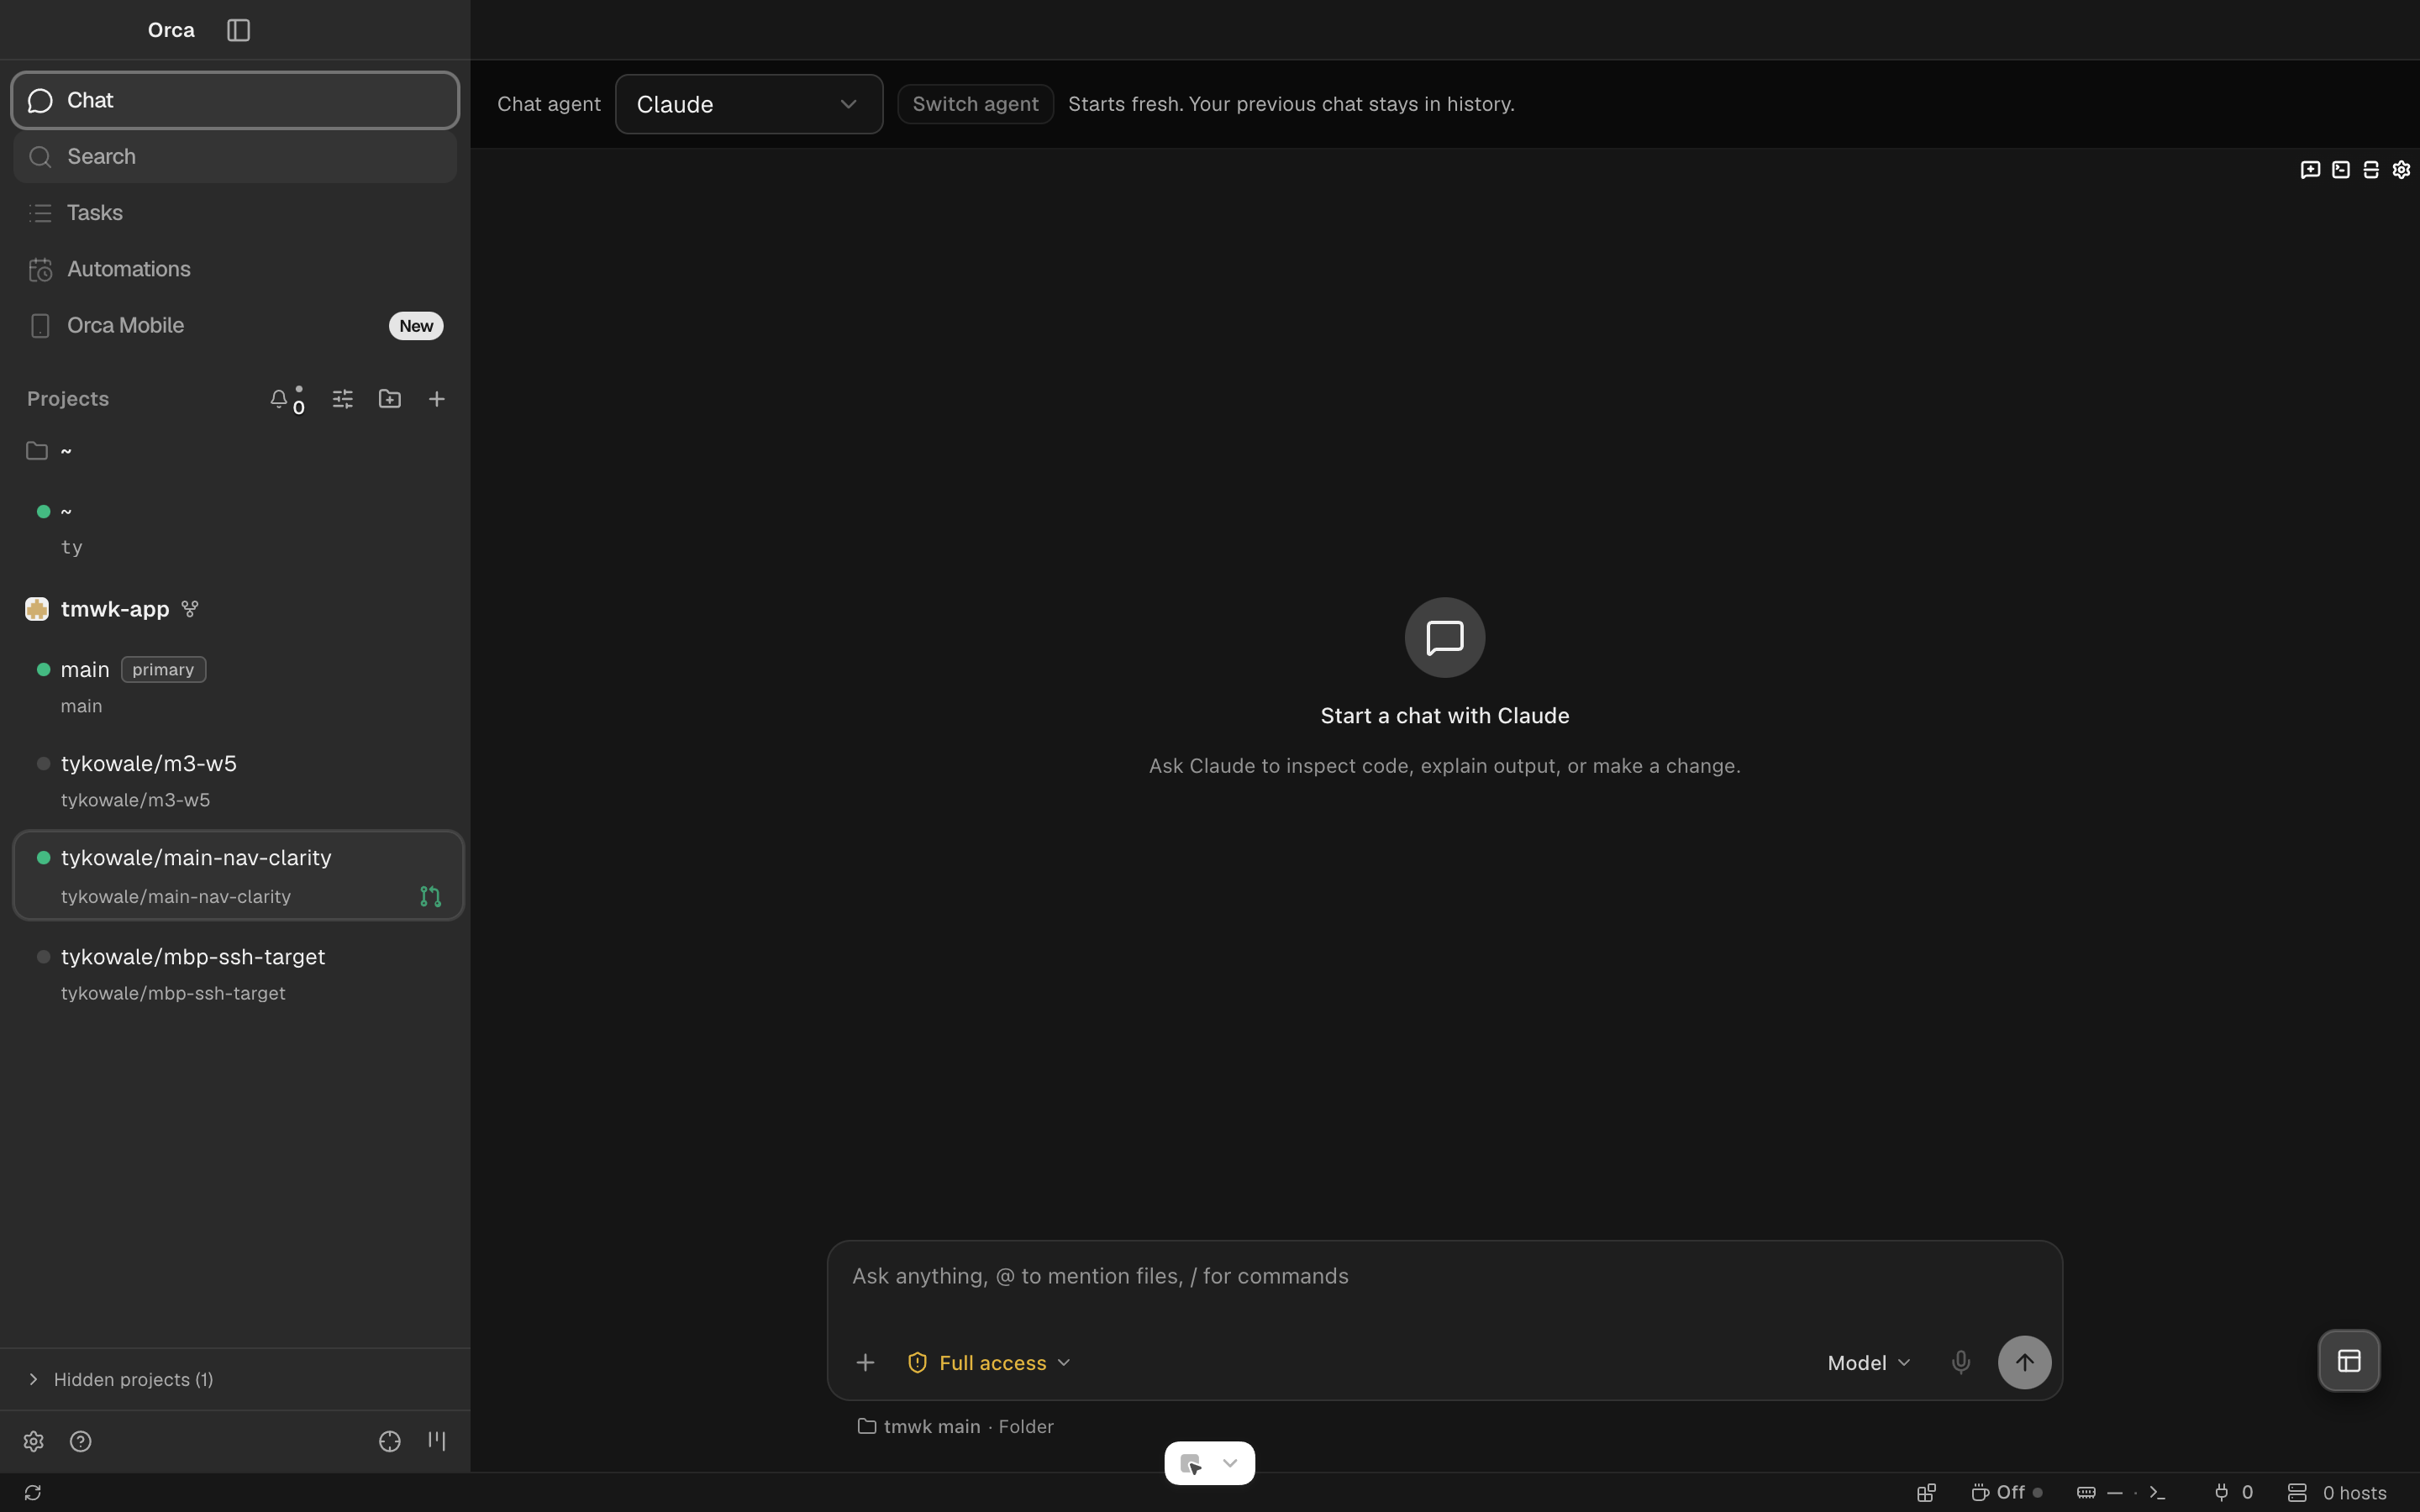 Orca
Chat
Search
Tasks
Automations
Orca Mobile New
Projects 0
~
~
ty
tmwk-app
main primary
main
tykowale/m3-w5
tykowale/m3-w5
tykowale/main-nav-clarity
tykowale/main-nav-clarity
tykowale/mbp-ssh-target
tykowale/mbp-ssh-target
Hidden projects (1)
Chat agent Claude Switch agent Starts fresh. Your previous chat stays in history.
Start a chat with Claude
Ask Claude to inspect code, explain output, or make a change.
Ask anything, @ to mention files, / for commands
Full access Model
tmwk main · Folder
Off — · 0 0 hosts